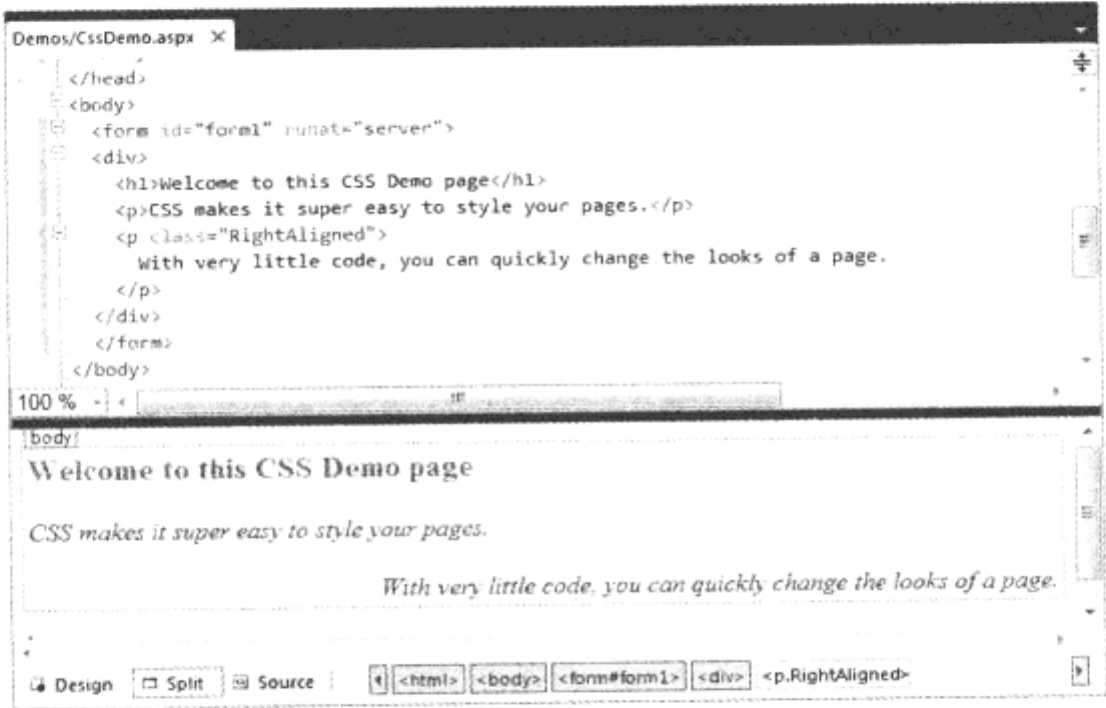 Demos/CssDemo.aspx ×
</head>
<body>
<form id="form1" runat="server">
<div>
<h1>Welcome to this CSS Demo page</h1>
<p>CSS makes it super easy to style your pages.</p>
<p class="RightAligned">
With very little code, you can quickly change the looks of a page.
</p>
</div>
</form>
</body>
100 %
body
Welcome to this CSS Demo page
CSS makes it super easy to style your pages.
With very little code, you can quickly change the looks of a page.
Design Split Source <html> <body> <form#form1> <div> <p.RightAligned>